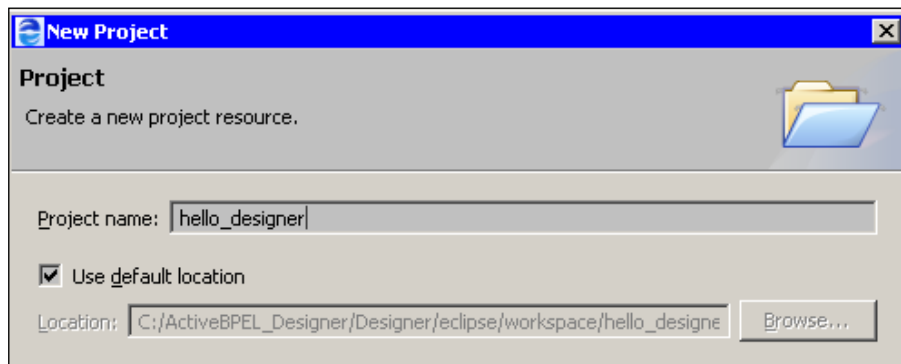 New Project
Project
Create a new project resource.
Project name: hello_designer
Use default location
Location: C:/ActiveBPEL_Designer/Designer/eclipse/workspace/hello_designe Browse...